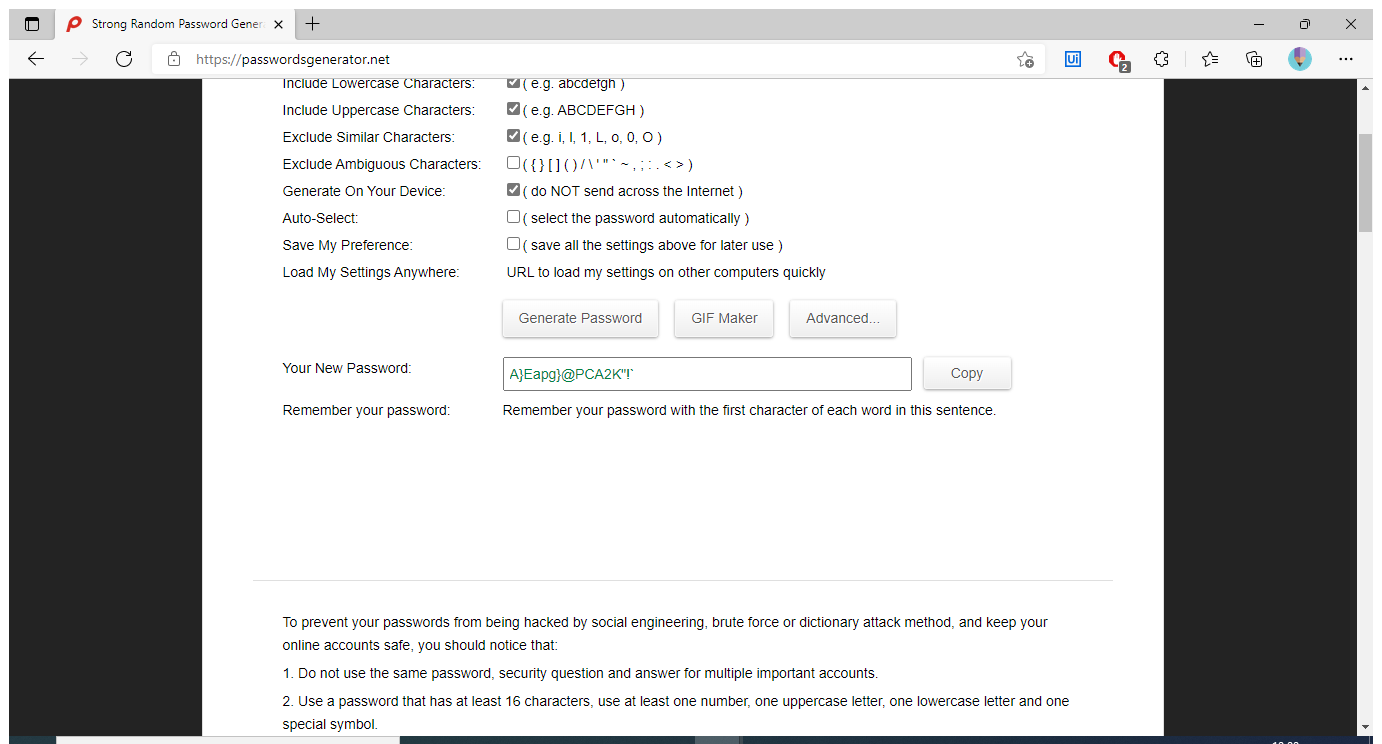 Strong Random Password Gener
https://passwordsgenerator.net
2
Include Lowercase Characters: ( e.g. abcdefgh )
Include Uppercase Characters: ( e.g. ABCDEFGH )
Exclude Similar Characters: ( e.g. i, l, 1, L, o, 0, O )
Exclude Ambiguous Characters: ( { } [ ] ( ) / \ ' " ` ~ , ; : . < > )
Generate On Your Device: ( do NOT send across the Internet )
Auto-Select: ( select the password automatically )
Save My Preference: ( save all the settings above for later use )
Load My Settings Anywhere: URL to load my settings on other computers quickly
Generate Password GIF Maker Advanced...
Your New Password: A}Eapg}@PCA2K"!` Copy
Remember your password: Remember your password with the first character of each word in this sentence.
To prevent your passwords from being hacked by social engineering, brute force or dictionary attack method, and keep your
online accounts safe, you should notice that:
1. Do not use the same password, security question and answer for multiple important accounts.
2. Use a password that has at least 16 characters, use at least one number, one uppercase letter, one lowercase letter and one
special symbol.